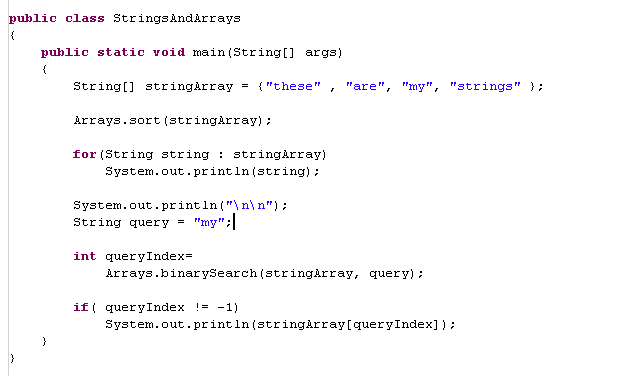 public class StringsAndArrays
{
    public static void main(String[] args)
    {
        String[] stringArray = {"these" , "are", "my", "strings" };
        Arrays.sort(stringArray);
        for(String string : stringArray)
            System.out.println(string);
        System.out.println("\n\n");
        String query = "my";
        int queryIndex=
            Arrays.binarySearch(stringArray, query);
        if( queryIndex != -1)
            System.out.println(stringArray[queryIndex]);
    }
}